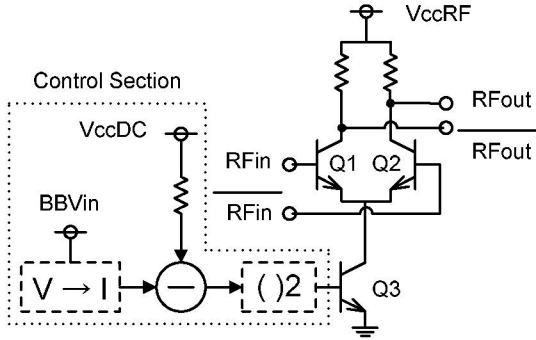 VccRF
Control Section
VccDC
RFout
RFin
Q1
Q2
RFout
BBVin
RFin
V → I
−
( )2
Q3